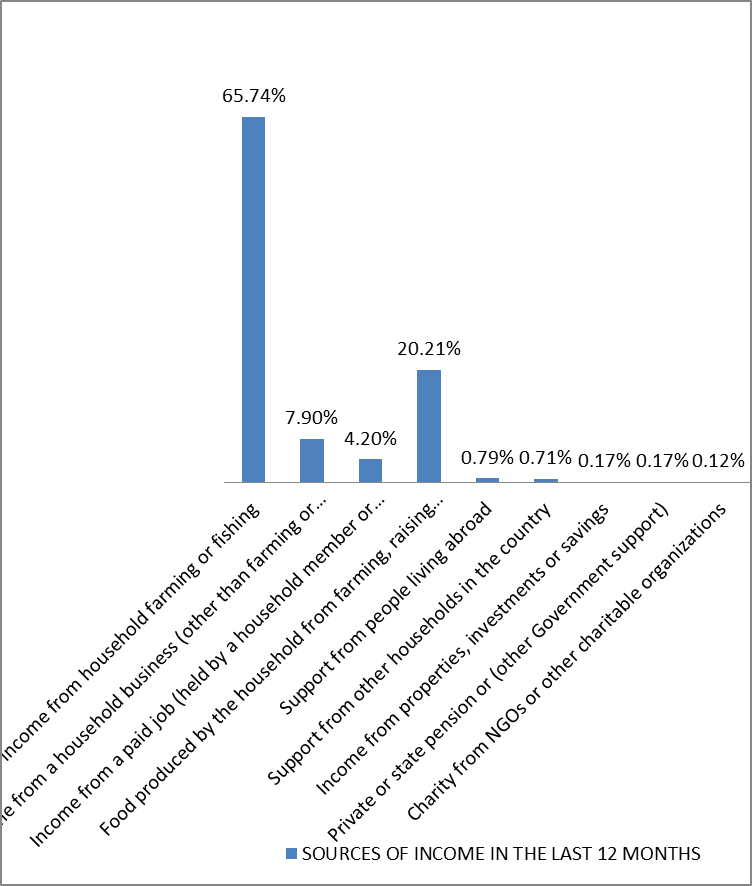 65.74%
7.90%
4.20%
20.21%
0.79%
0.71%
0.17%
0.17%
0.12%
Income from household farming or fishing
from a household business (other than farming or…
Income from a paid job (held by a household member or…
Food produced by the household from farming, raising…
Support from people living abroad
Support from other households in the country
Income from properties, investments or savings
Private or state pension or (other Government support)
Charity from NGOs or other charitable organizations
SOURCES OF INCOME IN THE LAST 12 MONTHS